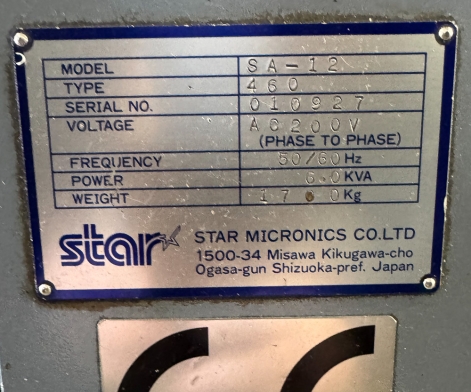 MODEL SA-12
TYPE 460
SERIAL NO. 010927
VOLTAGE AC200V
(PHASE TO PHASE)
FREQUENCY 50/60Hz
POWER 6.0KVA
WEIGHT Kg
star
STAR MICRONICS CO.LTD
1500-34 Misawa Kikugawa-cho
Ogasa-gun Shizuoka-pref. Japan
CE